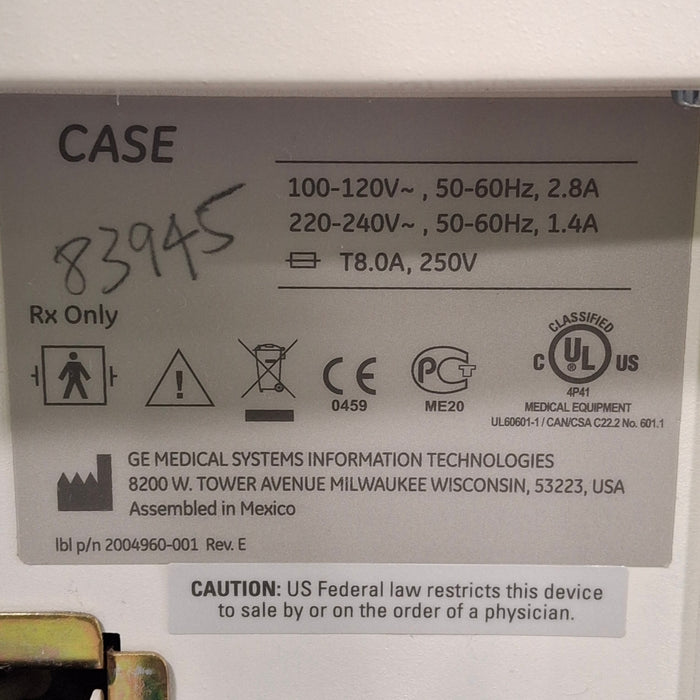 CASE
100-120V~ , 50-60Hz, 2.8A
220-240V~ , 50-60Hz, 1.4A
T8.0A, 250V
83945
Rx Only
CE
0459
PCT
ME20
CLASSIFIED
C UL US
4P41
MEDICAL EQUIPMENT
UL60601-1 / CAN/CSA C22.2 No. 601.1
GE MEDICAL SYSTEMS INFORMATION TECHNOLOGIES
8200 W. TOWER AVENUE MILWAUKEE WISCONSIN, 53223, USA
Assembled in Mexico
lbl p/n 2004960-001 Rev. E
CAUTION: US Federal law restricts this device
to sale by or on the order of a physician.